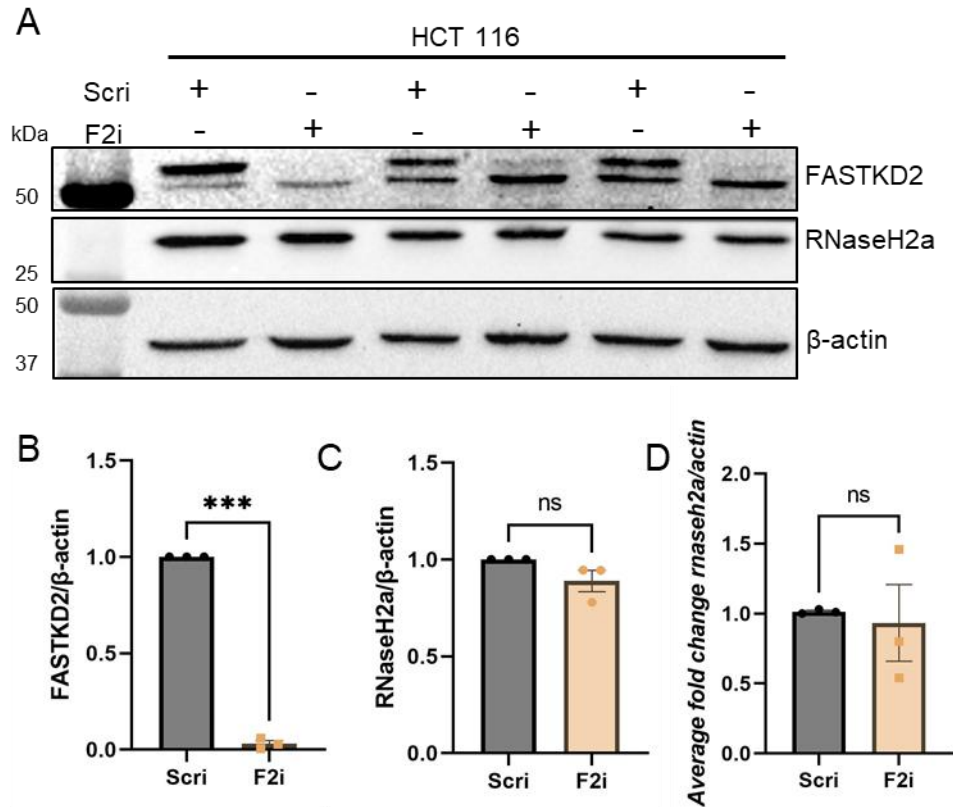 A
HCT 116
Scri + - + - + -
kDa F2i - + - + - +
50 FASTKD2
RNaseH2a
25
50
β-actin
37
B
1.5
***
1.0
0.5
0.0
FASTKD2/β-actin
Scri F2i
C
1.5
ns
1.0
0.5
0.0
RNaseH2a/β-actin
Scri F2i
D
2.0
ns
1.5
1.0
0.5
0.0
Average fold change rnaseh2a/actin
Scri F2i